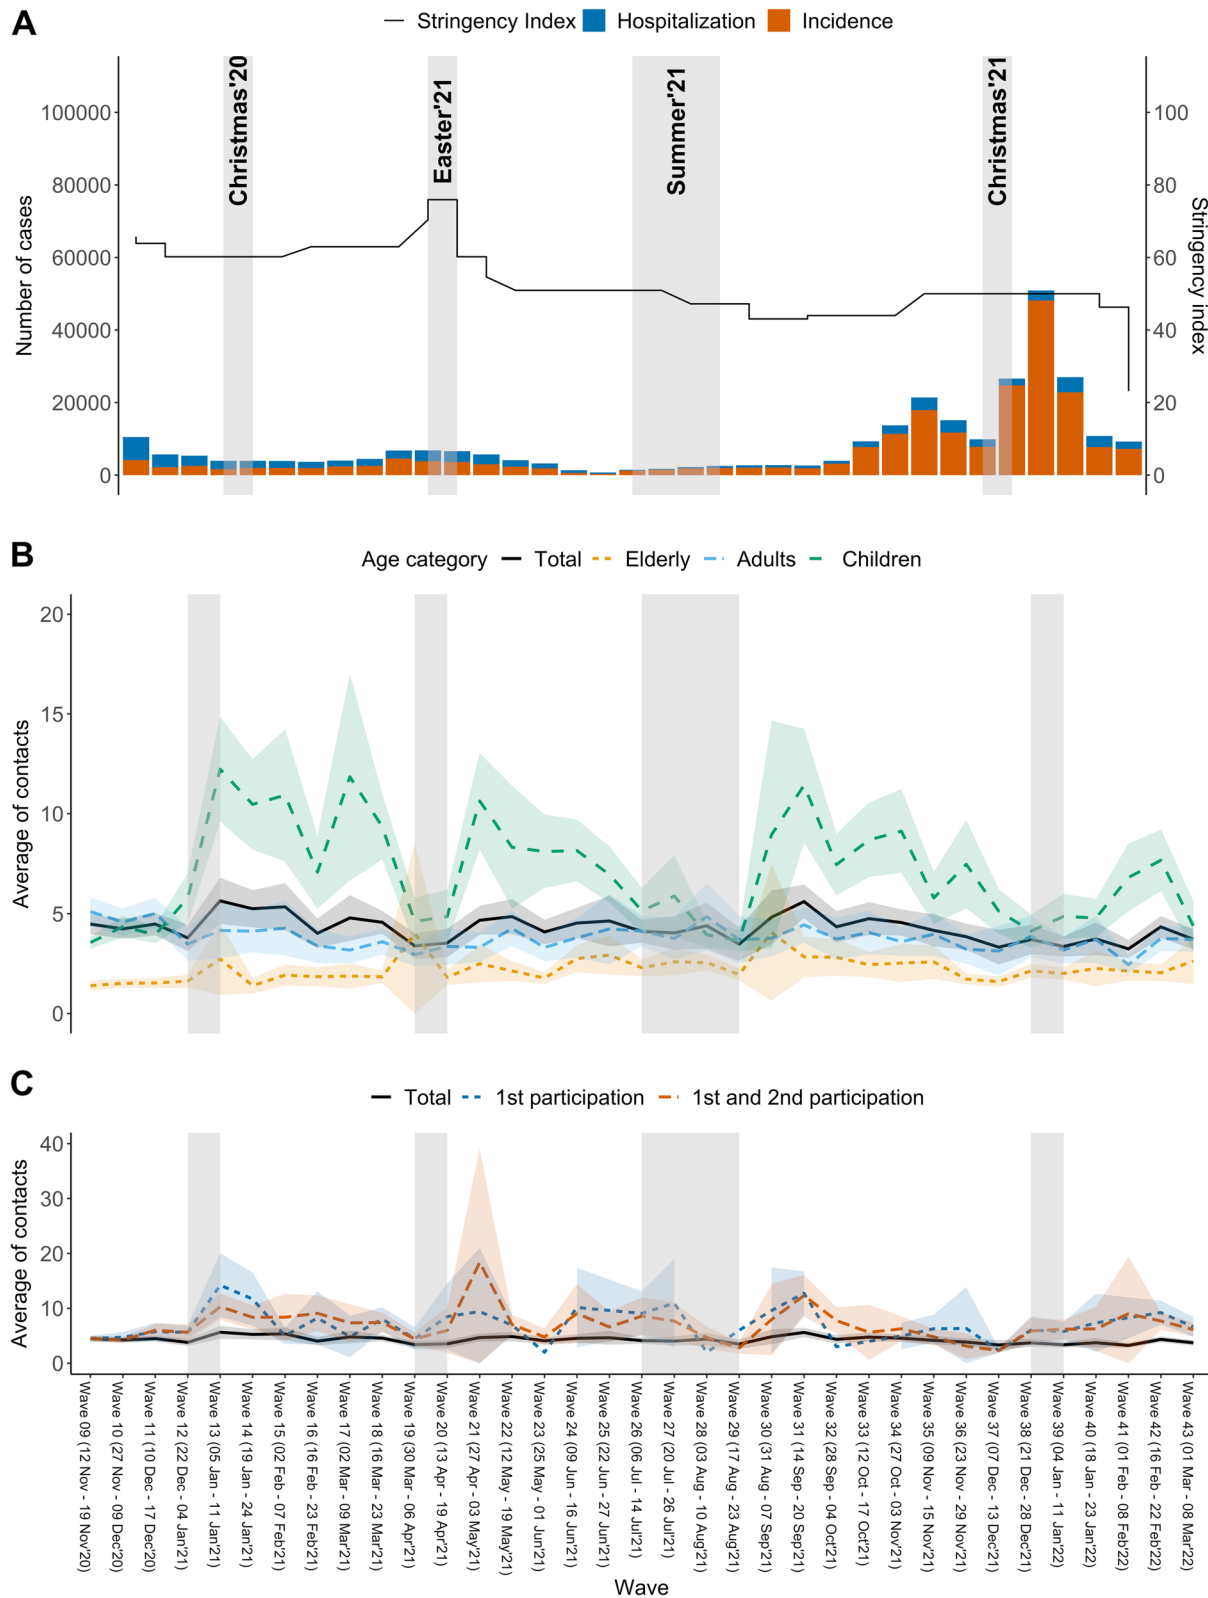 A
Stringency Index Hospitalization Incidence
Christmas'20
Easter'21
Summer'21
Christmas'21
100000
80000
60000
40000
20000
0
Number of cases
100
80
60
40
20
0
Stringency index
B
Age category Total Elderly Adults Children
20
15
10
5
0
Average of contacts
C
Total 1st participation 1st and 2nd participation
40
30
20
10
0
Average of contacts
Wave 09 (12 Nov - 19 Nov'20)
Wave 10 (27 Nov - 09 Dec'20)
Wave 11 (10 Dec - 17 Dec'20)
Wave 12 (22 Dec - 04 Jan'21)
Wave 13 (05 Jan - 11 Jan'21)
Wave 14 (19 Jan - 24 Jan'21)
Wave 15 (02 Feb - 07 Feb'21)
Wave 16 (16 Feb - 23 Feb'21)
Wave 17 (02 Mar - 09 Mar'21)
Wave 18 (16 Mar - 23 Mar'21)
Wave 19 (30 Mar - 06 Apr'21)
Wave 20 (13 Apr - 19 Apr'21)
Wave 21 (27 Apr - 03 May'21)
Wave 22 (12 May - 19 May'21)
Wave 23 (25 May - 01 Jun'21)
Wave 24 (09 Jun - 16 Jun'21)
Wave 25 (22 Jun - 27 Jun'21)
Wave 26 (06 Jul - 14 Jul'21)
Wave 27 (20 Jul - 26 Jul'21)
Wave 28 (03 Aug - 10 Aug'21)
Wave 29 (17 Aug - 23 Aug'21)
Wave 30 (31 Aug - 07 Sep'21)
Wave 31 (14 Sep - 20 Sep'21)
Wave 32 (28 Sep - 04 Oct'21)
Wave 33 (12 Oct - 17 Oct'21)
Wave 34 (27 Oct - 03 Nov'21)
Wave 35 (09 Nov - 15 Nov'21)
Wave 36 (23 Nov - 29 Nov'21)
Wave 37 (07 Dec - 13 Dec'21)
Wave 38 (21 Dec - 28 Dec'21)
Wave 39 (04 Jan - 11 Jan'22)
Wave 40 (18 Jan - 23 Jan'22)
Wave 41 (01 Feb - 08 Feb'22)
Wave 42 (16 Feb - 22 Feb'22)
Wave 43 (01 Mar - 08 Mar'22)
Wave